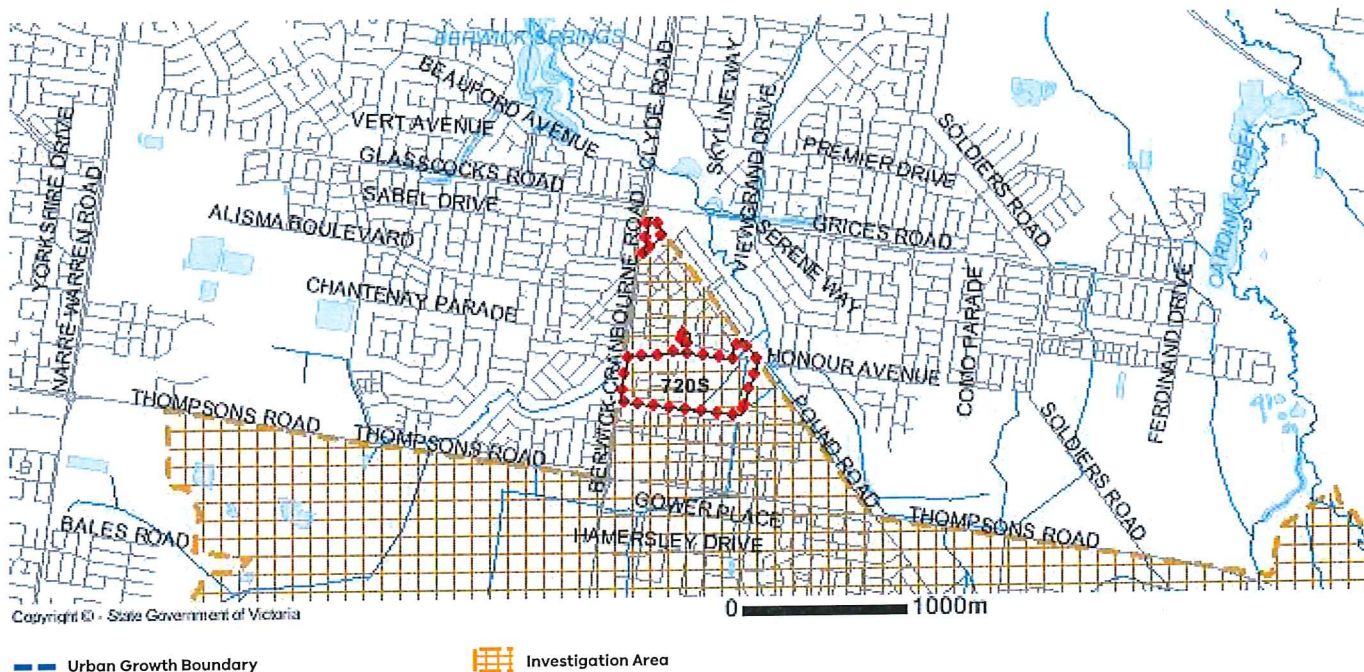 BERWICK SPRINGS
BEAUFORD AVENUE
VERT AVENUE
GLASSCOCKS ROAD
SABEL DRIVE
ALISMA BOULEVARD
CHANTENAY PARADE
YORKSHIRE DRIVE
NARRE-WARREN ROAD
CLYDE ROAD
SKYLINE WAY
VIEWGRAND DRIVE
PREMIER DRIVE
SOLDIERS ROAD
GRICES ROAD
SERENE WAY
CARDINIA CREEK
FERDINAND DRIVE
COMO PARADE
HONOUR AVENUE
BERWICK-CRANBOURNE ROAD
720S
POUND ROAD
SOLDIERS ROAD
THOMPSONS ROAD
THOMPSONS ROAD
GOWER PLACE
THOMPSONS ROAD
HAMERSLEY DRIVE
BALES ROAD
Copyright © - State Government of Victoria
0 1000m
Urban Growth Boundary
Investigation Area